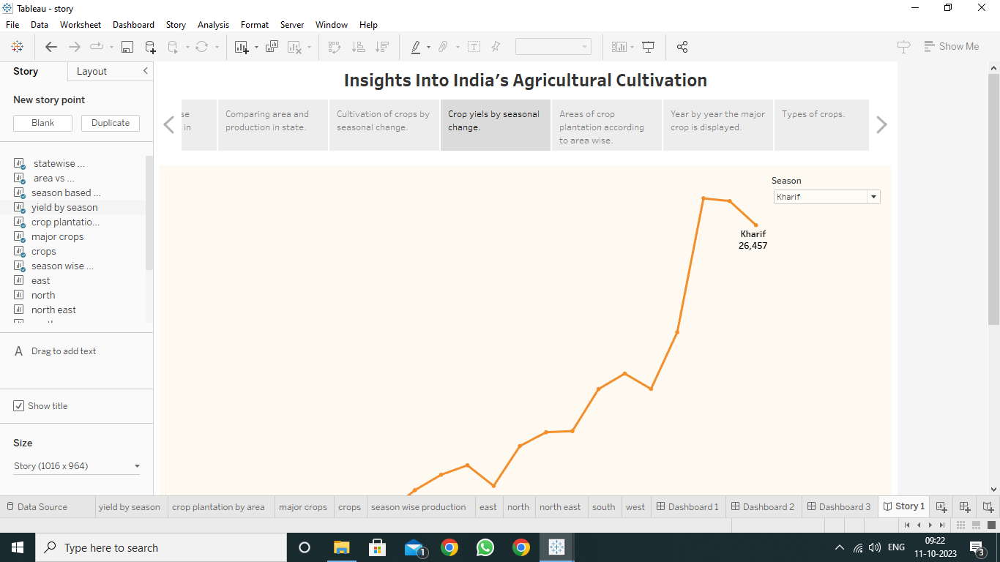 Tableau - story
File Data Worksheet Dashboard Story Analysis Format Server Window Help
Show Me
Story Layout
New story point
Blank Duplicate
statewise ...
area vs ...
season based ...
yield by season
crop plantatio...
major crops
crops
season wise ...
east
north
north east
A Drag to add text
Show title
Size
Story (1016 x 964)
Insights Into India's Agricultural Cultivation
se
in
Comparing area and
production in state.
Cultivation of crops by
seasonal change.
Crop yiels by seasonal
change.
Areas of crop
plantation according
to area wise.
Year by year the major
crop is displayed.
Types of crops.
Season
Kharif
Kharif
26,457
Data Source yield by season crop plantation by area major crops crops season wise production east north north east south west Dashboard 1 Dashboard 2 Dashboard 3 Story 1
Type here to search
1
ENG
09:22
11-10-2023
3